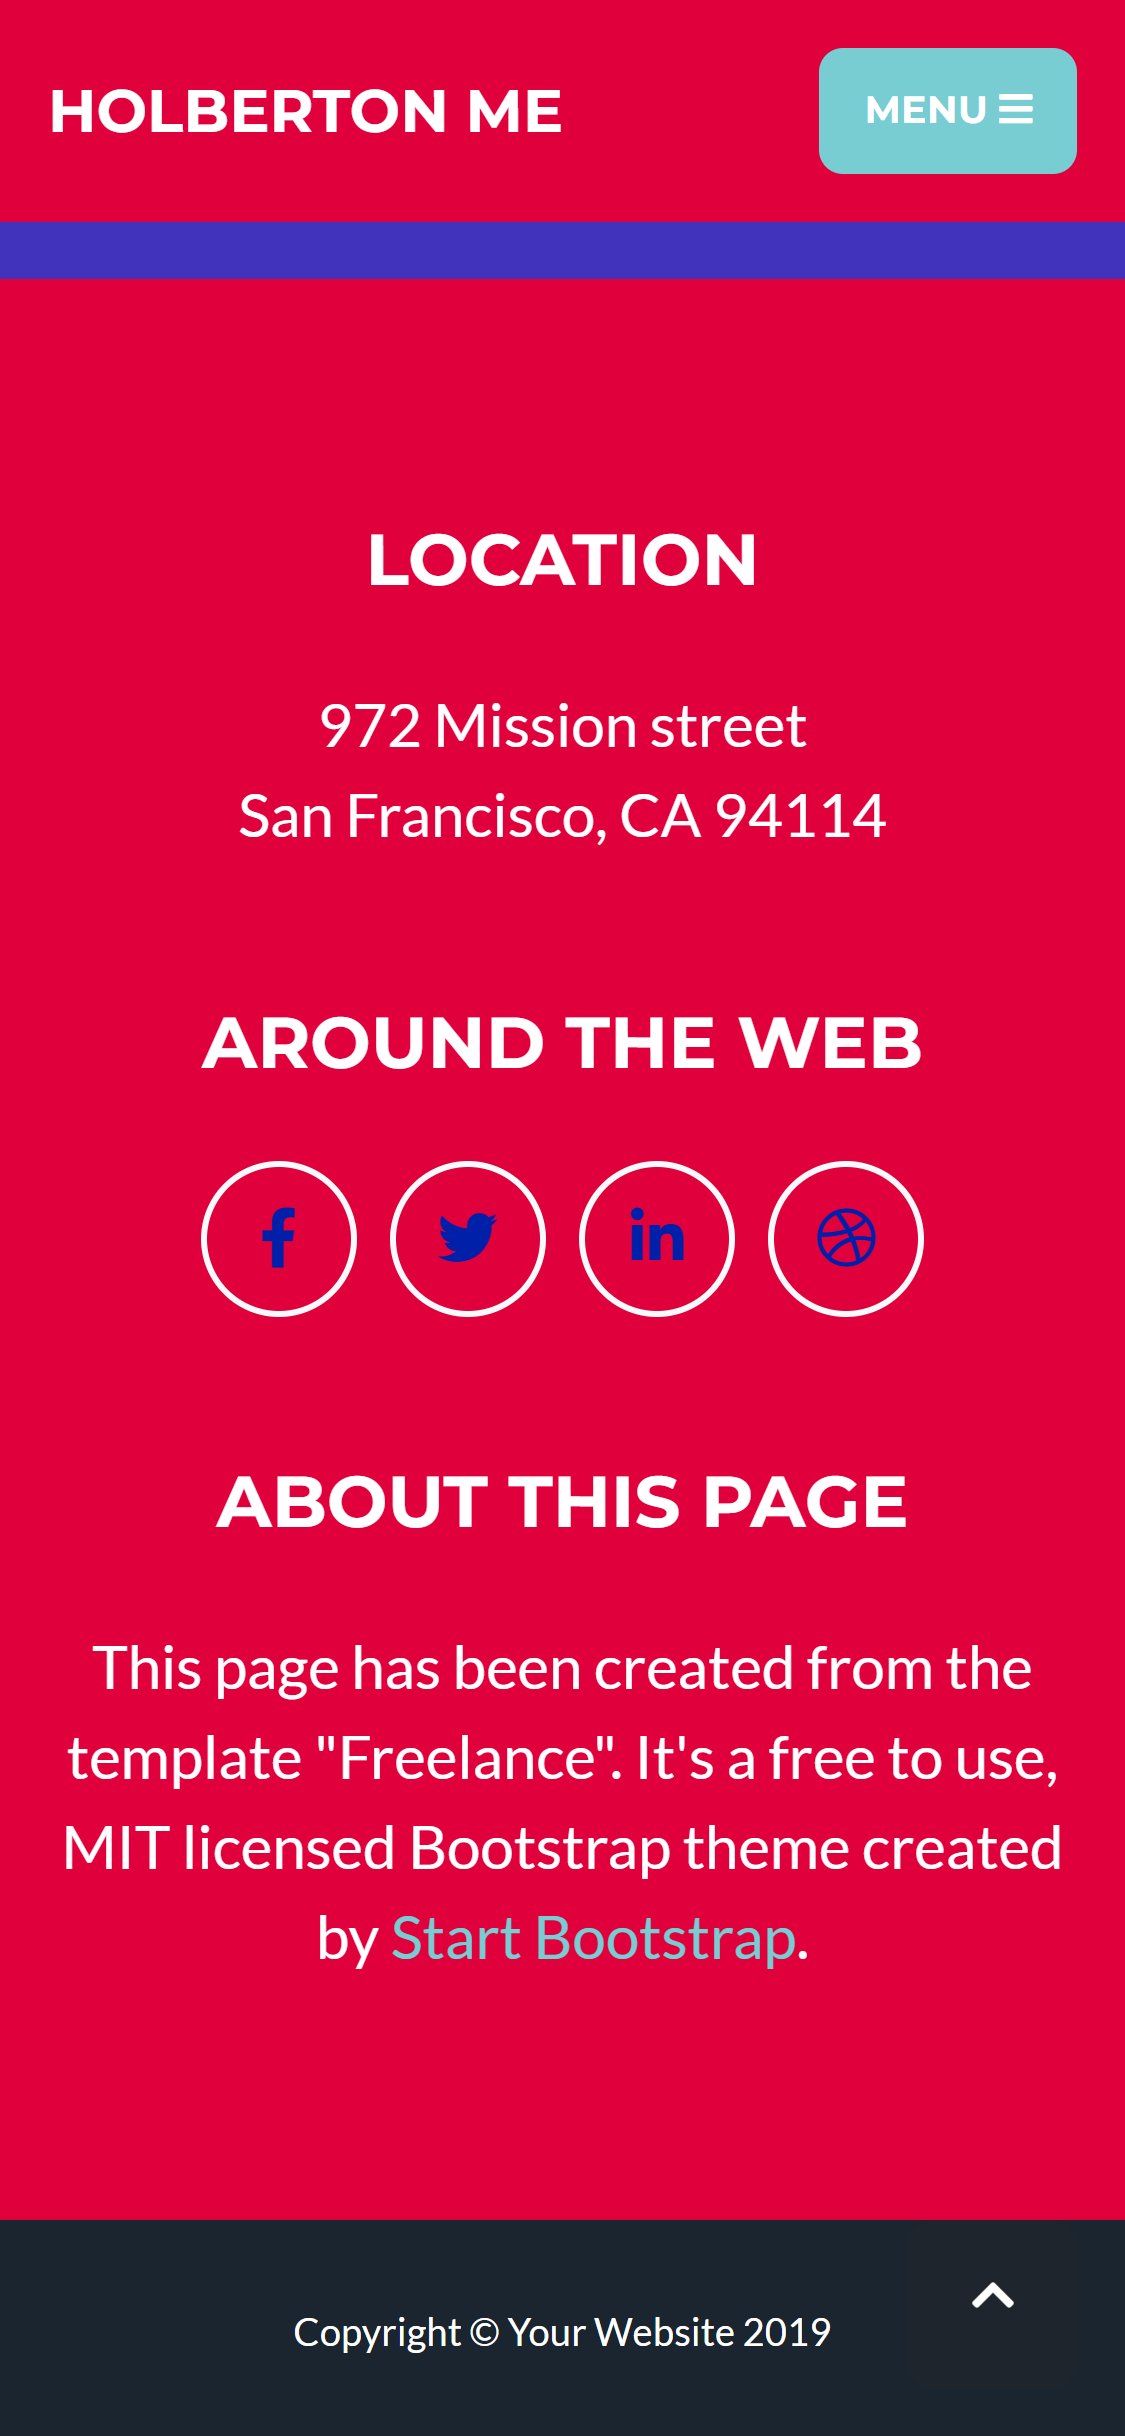 HOLBERTON ME
MENU
LOCATION
972 Mission street
San Francisco, CA 94114
AROUND THE WEB
ABOUT THIS PAGE
This page has been created from the
template "Freelance". It's a free to use,
MIT licensed Bootstrap theme created
by Start Bootstrap.
Copyright © Your Website 2019